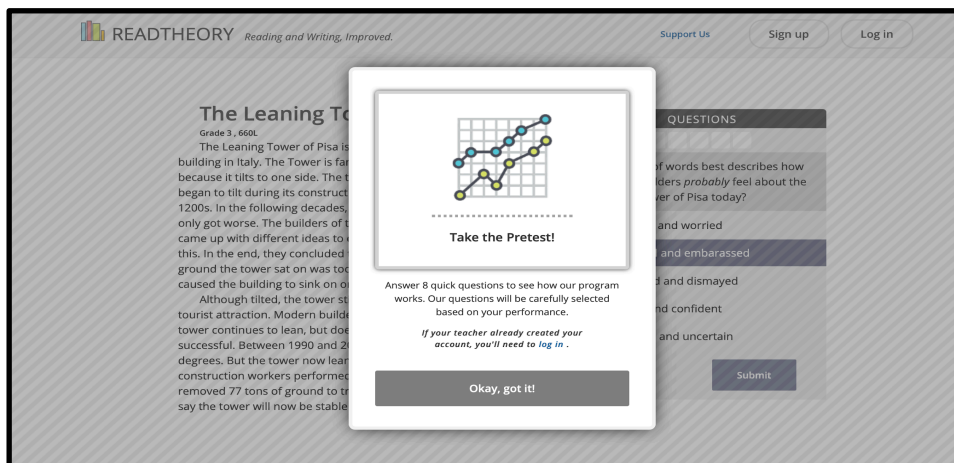 READTHEORY Reading and Writing, Improved.
Support Us
Sign up
Log in
The Leaning To
Grade 3 , 660L
The Leaning Tower of Pisa is
building in Italy. The Tower is far
because it tilts to one side. The t
began to tilt during its construct
1200s. In the following decades,
only got worse. The builders of t
came up with different ideas to
this. In the end, they concluded
ground the tower sat on was too
caused the building to sink on o
Although tilted, the tower st
tourist attraction. Modern builde
tower continues to lean, but doe
successful. Between 1990 and 20
degrees. But the tower now lear
construction workers performed
removed 77 tons of ground to tr
say the tower will now be stable
Take the Pretest!
Answer 8 quick questions to see how our program
works. Our questions will be carefully selected
based on your performance.
If your teacher already created your
account, you'll need to log in .
Okay, got it!
QUESTIONS
of words best describes how
lders probably feel about the
wer of Pisa today?
and worried
and embarassed
d and dismayed
nd confident
and uncertain
Submit